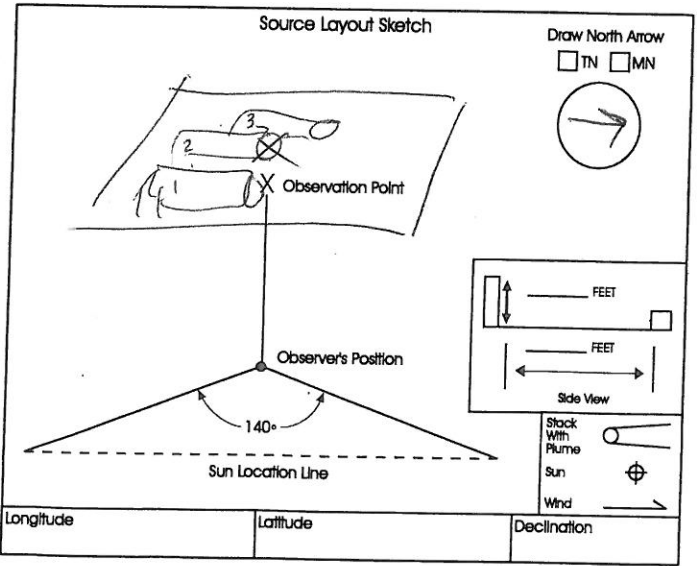 Source Layout Sketch
Draw North Arrow
TN MN
3
2
1
X Observation Point
FEET
FEET
Side View
Observer's Position
140°
Sun Location Line
Stack
With
Plume
Sun
Wind
Longitude
Latitude
Declination